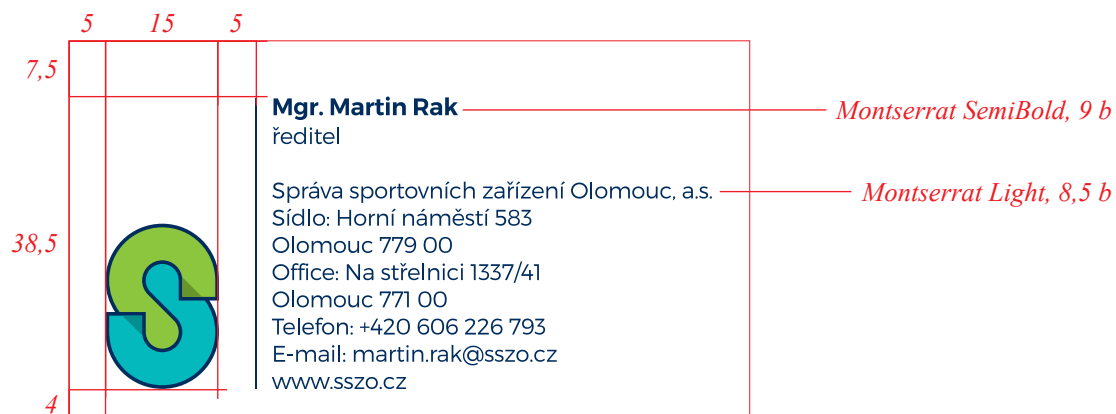 5 15 5
7,5
Mgr. Martin Rak
Montserrat SemiBold, 9 b
ředitel
Správa sportovních zařízení Olomouc, a.s.
Montserrat Light, 8,5 b
Sídlo: Horní náměstí 583
38,5
Olomouc 779 00
Office: Na střelnici 1337/41
Olomouc 771 00
Telefon: +420 606 226 793
E-mail: martin.rak@sszo.cz
www.sszo.cz
4